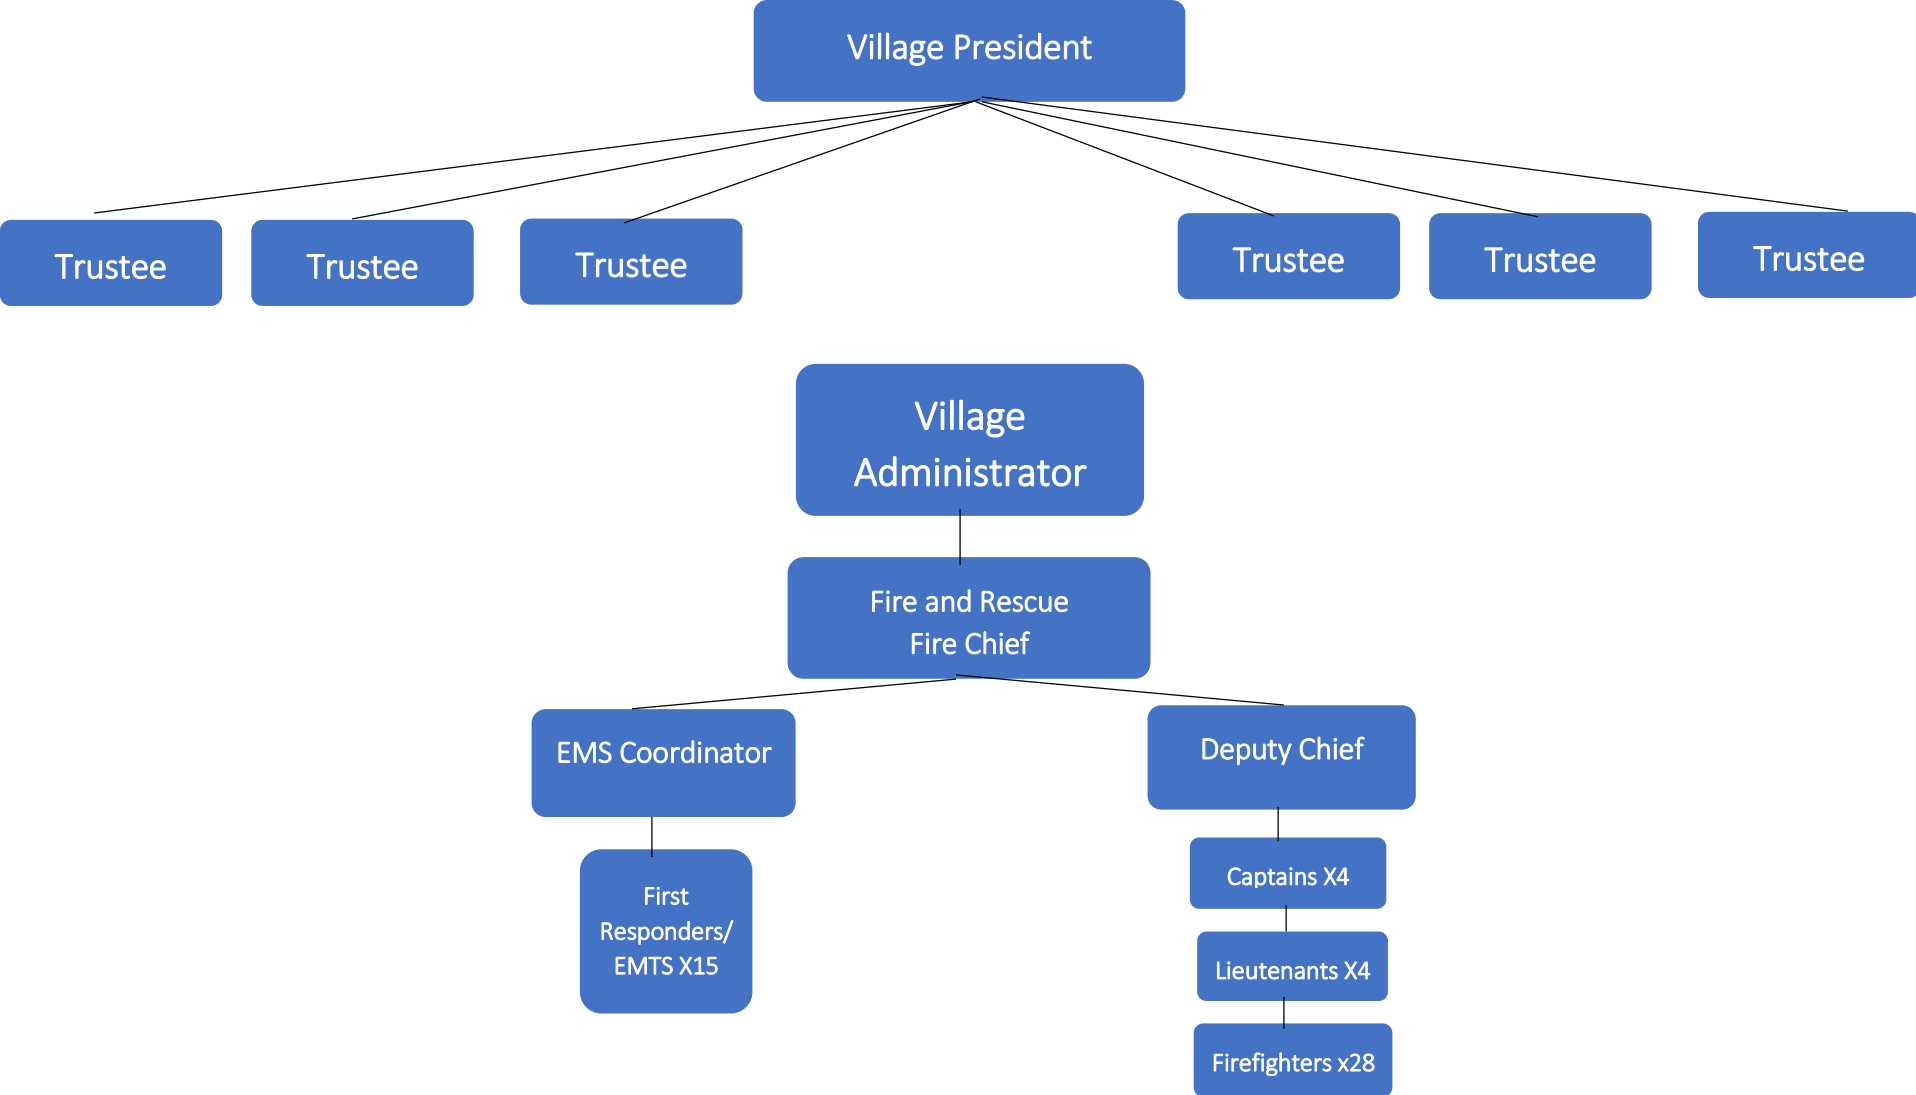 Village President
Trustee
Trustee
Trustee
Trustee
Trustee
Trustee
Village
Administrator
Fire and Rescue
Fire Chief
EMS Coordinator
Deputy Chief
First
Responders/
EMTS X15
Captains X4
Lieutenants X4
Firefighters x28